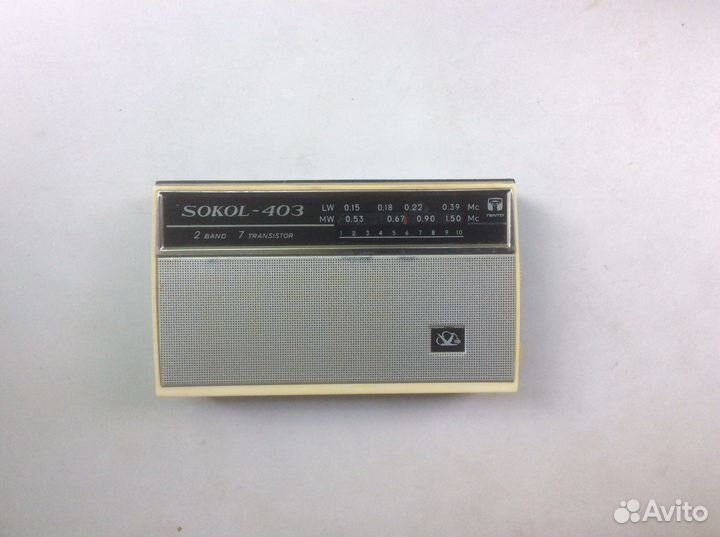 SOKOL-403
LW 0.15 0.18 0.22 0.39 Mc
MW 0.53 0.67 0.90 1.50 Mc
TENTO
2 BAND 7 TRANSISTOR
1 2 3 4 5 6 7 8 9 10
Avito